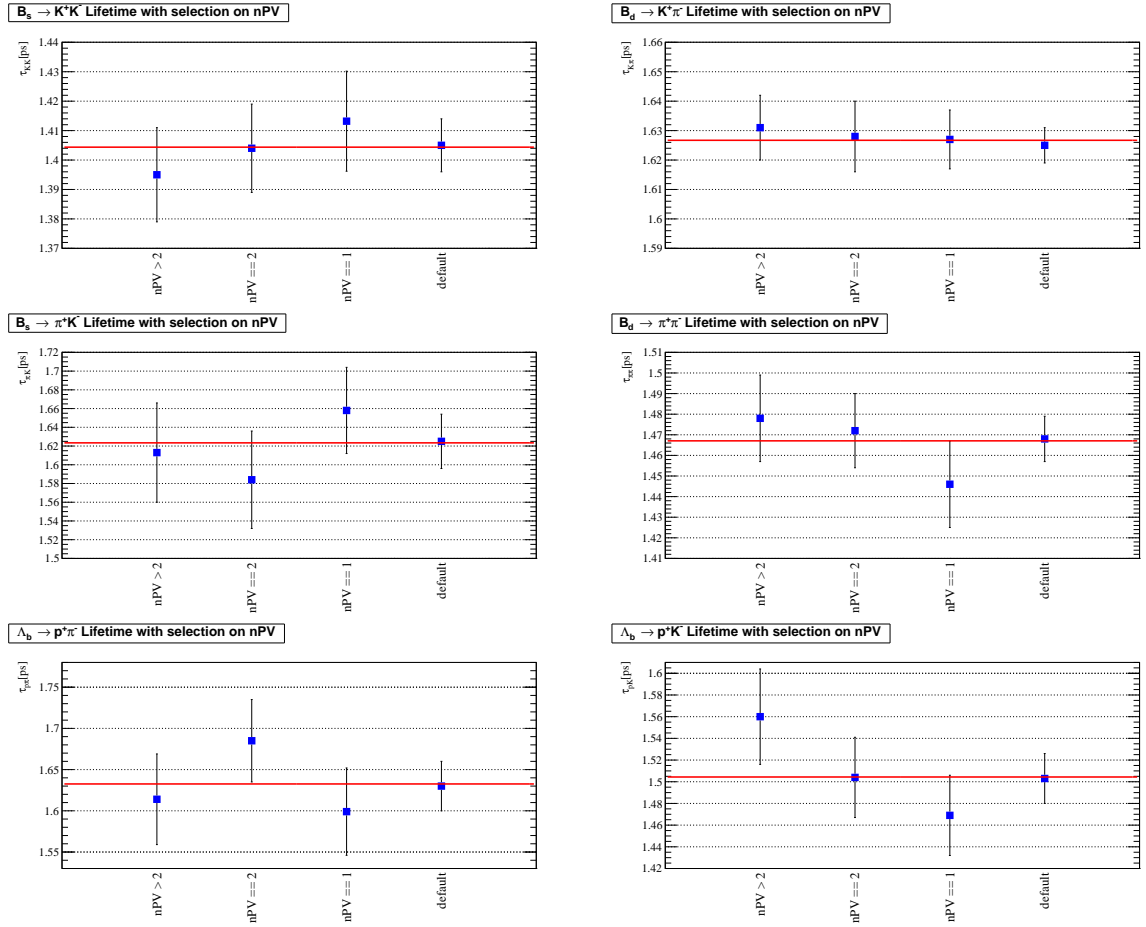 B_s → K⁺K⁻ Lifetime with selection on nPV
τ_KK [ps]
1.44
1.43
1.42
1.41
1.4
1.39
1.38
1.37
nPV > 2
nPV == 2
nPV == 1
default
B_d → K⁺π⁻ Lifetime with selection on nPV
τ_Kπ [ps]
1.66
1.65
1.64
1.63
1.62
1.61
1.6
1.59
nPV > 2
nPV == 2
nPV == 1
default
B_s → π⁺K⁻ Lifetime with selection on nPV
τ_πK [ps]
1.72
1.7
1.68
1.66
1.64
1.62
1.6
1.58
1.56
1.54
1.52
1.5
nPV > 2
nPV == 2
nPV == 1
default
B_d → π⁺π⁻ Lifetime with selection on nPV
τ_ππ [ps]
1.51
1.5
1.49
1.48
1.47
1.46
1.45
1.44
1.43
1.42
1.41
nPV > 2
nPV == 2
nPV == 1
default
Λ_b → p⁺π⁻ Lifetime with selection on nPV
τ_pπ [ps]
1.75
1.7
1.65
1.6
1.55
nPV > 2
nPV == 2
nPV == 1
default
Λ_b → p⁺K⁻ Lifetime with selection on nPV
τ_pK [ps]
1.6
1.58
1.56
1.54
1.52
1.5
1.48
1.46
1.44
1.42
nPV > 2
nPV == 2
nPV == 1
default